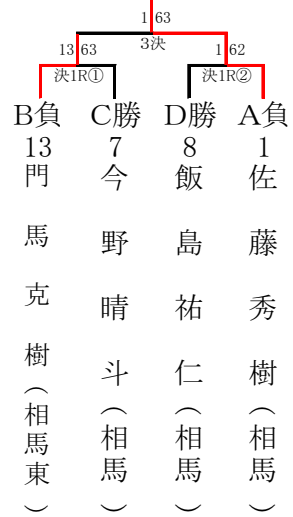 1 63
3決
13 63
1 62
決1R①
決1R②
B負
C勝
D勝
A負
13
7
8
1
門馬克樹(相馬東)
今野晴斗(相馬)
飯島祐仁(相馬)
佐藤秀樹(相馬)